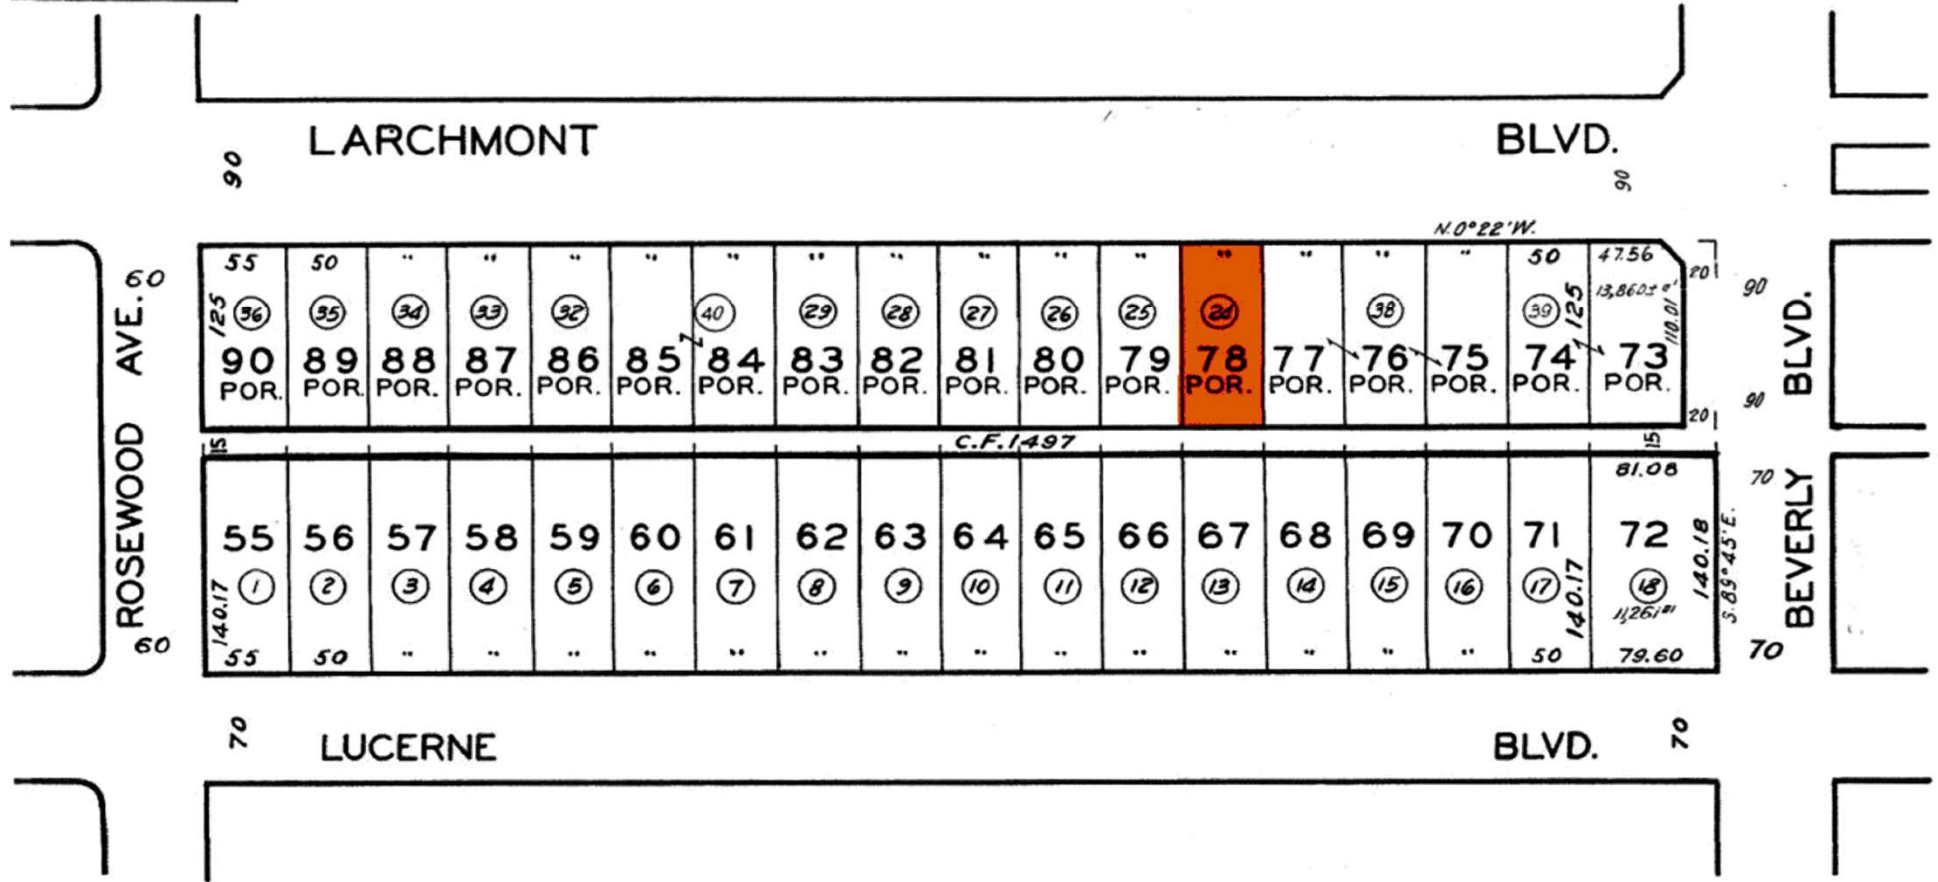 LARCHMONT BLVD.
90 90
N.0°22'W.
55 50 " " " " " " " " " " " " " " 50 47.56
20
60 90
125 36 35 34 33 32 40 29 28 27 26 25 24 38 39 125 13,860± 110.01
90 89 88 87 86 85 84 83 82 81 80 79 78 77 76 75 74 73
POR. POR. POR. POR. POR. POR. POR. POR. POR. POR. POR. POR. POR. POR. POR. POR. POR. POR.
20 90
15 C.F.1497 15
81.08 70
55 56 57 58 59 60 61 62 63 64 65 66 67 68 69 70 71 72
140.17 1 2 3 4 5 6 7 8 9 10 11 12 13 14 15 16 17 140.17 18 140.18 S.89°45'E.
60 55 50 " " " " " " " " " " " " " " 50 79.60 70
70 70
LUCERNE BLVD.
ROSEWOOD AVE.
BEVERLY BLVD.